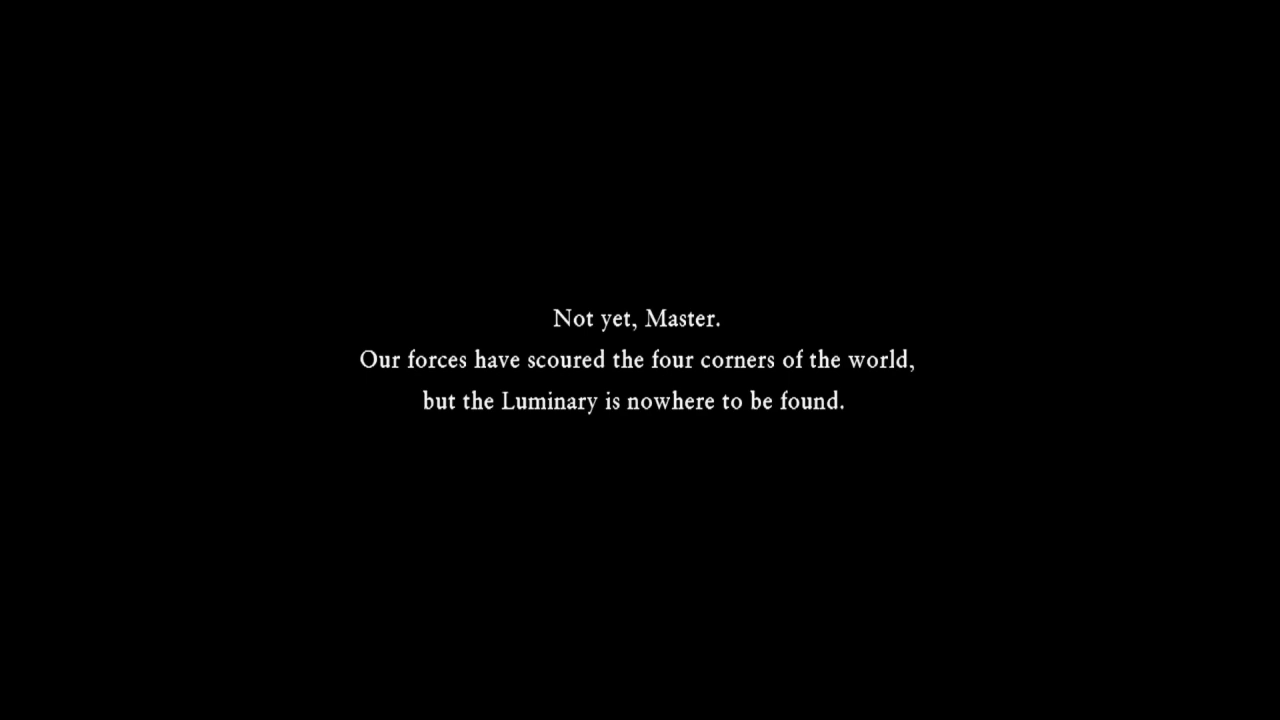 Not yet, Master.
Our forces have scoured the four corners of the world,
but the Luminary is nowhere to be found.